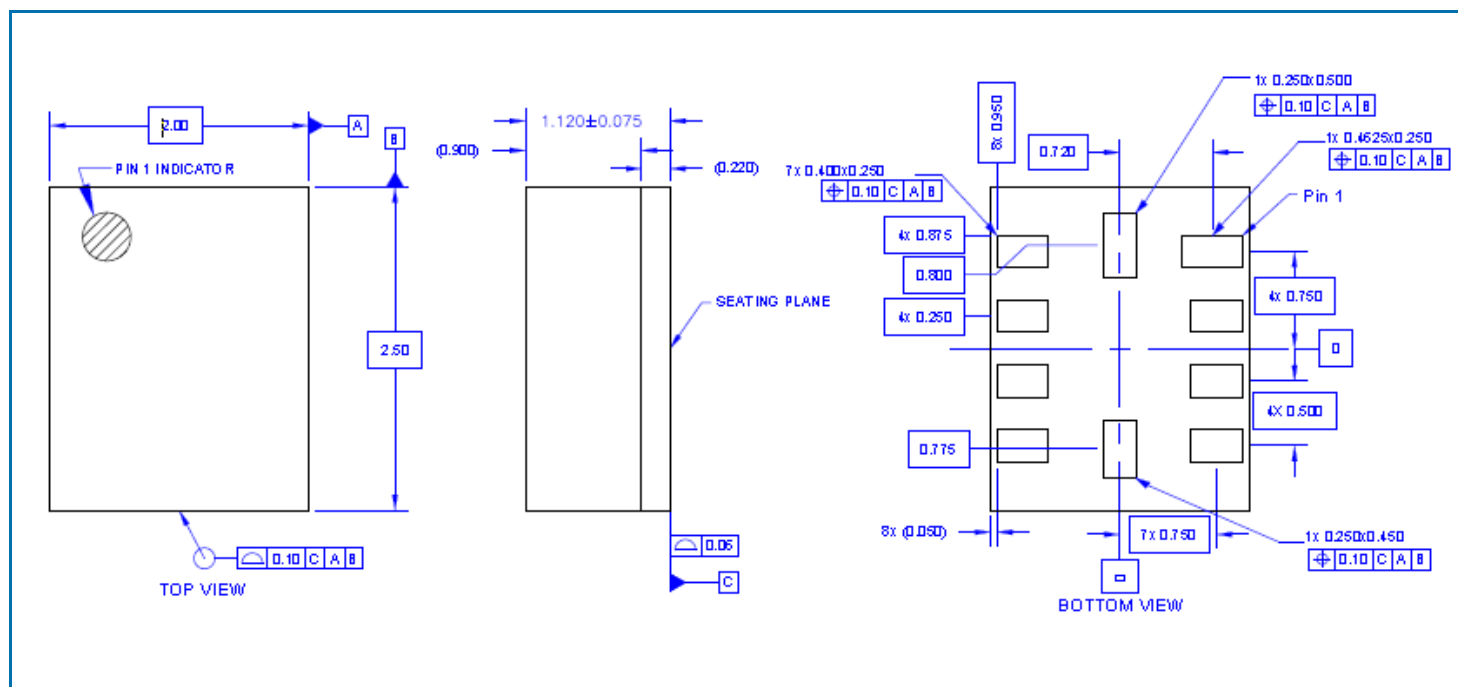 2.00
A
B
PIN 1 INDICATOR
2.50
0.10 C A B
TOP VIEW
1.120±0.075
(0.900)
(0.220)
SEATING PLANE
0.06
C
8x 0.950
0.720
1x 0.250x0.500
0.10 C A B
1x 0.4625x0.250
0.10 C A B
7x 0.400x0.250
0.10 C A B
Pin 1
4x 0.875
0.800
4x 0.250
4x 0.750
0
4X 0.500
0.775
8x (0.050)
7x 0.750
0
1x 0.250x0.450
0.10 C A B
BOTTOM VIEW